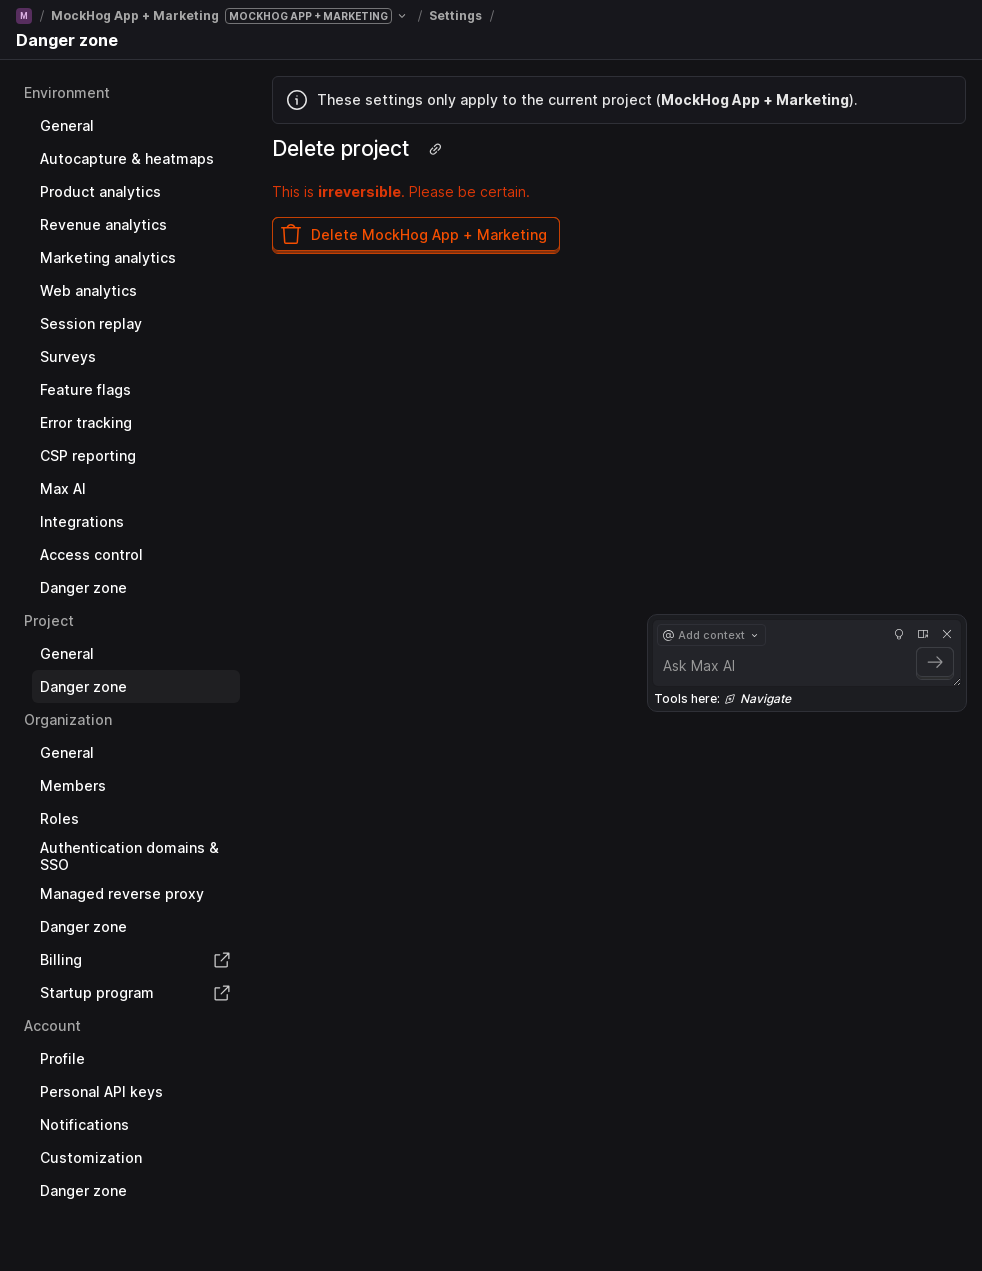 M / MockHog App + Marketing MOCKHOG APP + MARKETING / Settings /
Danger zone
Environment
General
Autocapture & heatmaps
Product analytics
Revenue analytics
Marketing analytics
Web analytics
Session replay
Surveys
Feature flags
Error tracking
CSP reporting
Max AI
Integrations
Access control
Danger zone
Project
General
Danger zone
Organization
General
Members
Roles
Authentication domains &
SSO
Managed reverse proxy
Danger zone
Billing
Startup program
Account
Profile
Personal API keys
Notifications
Customization
Danger zone
These settings only apply to the current project (MockHog App + Marketing).
Delete project
This is irreversible. Please be certain.
Delete MockHog App + Marketing
@ Add context
Ask Max AI
Tools here: Navigate